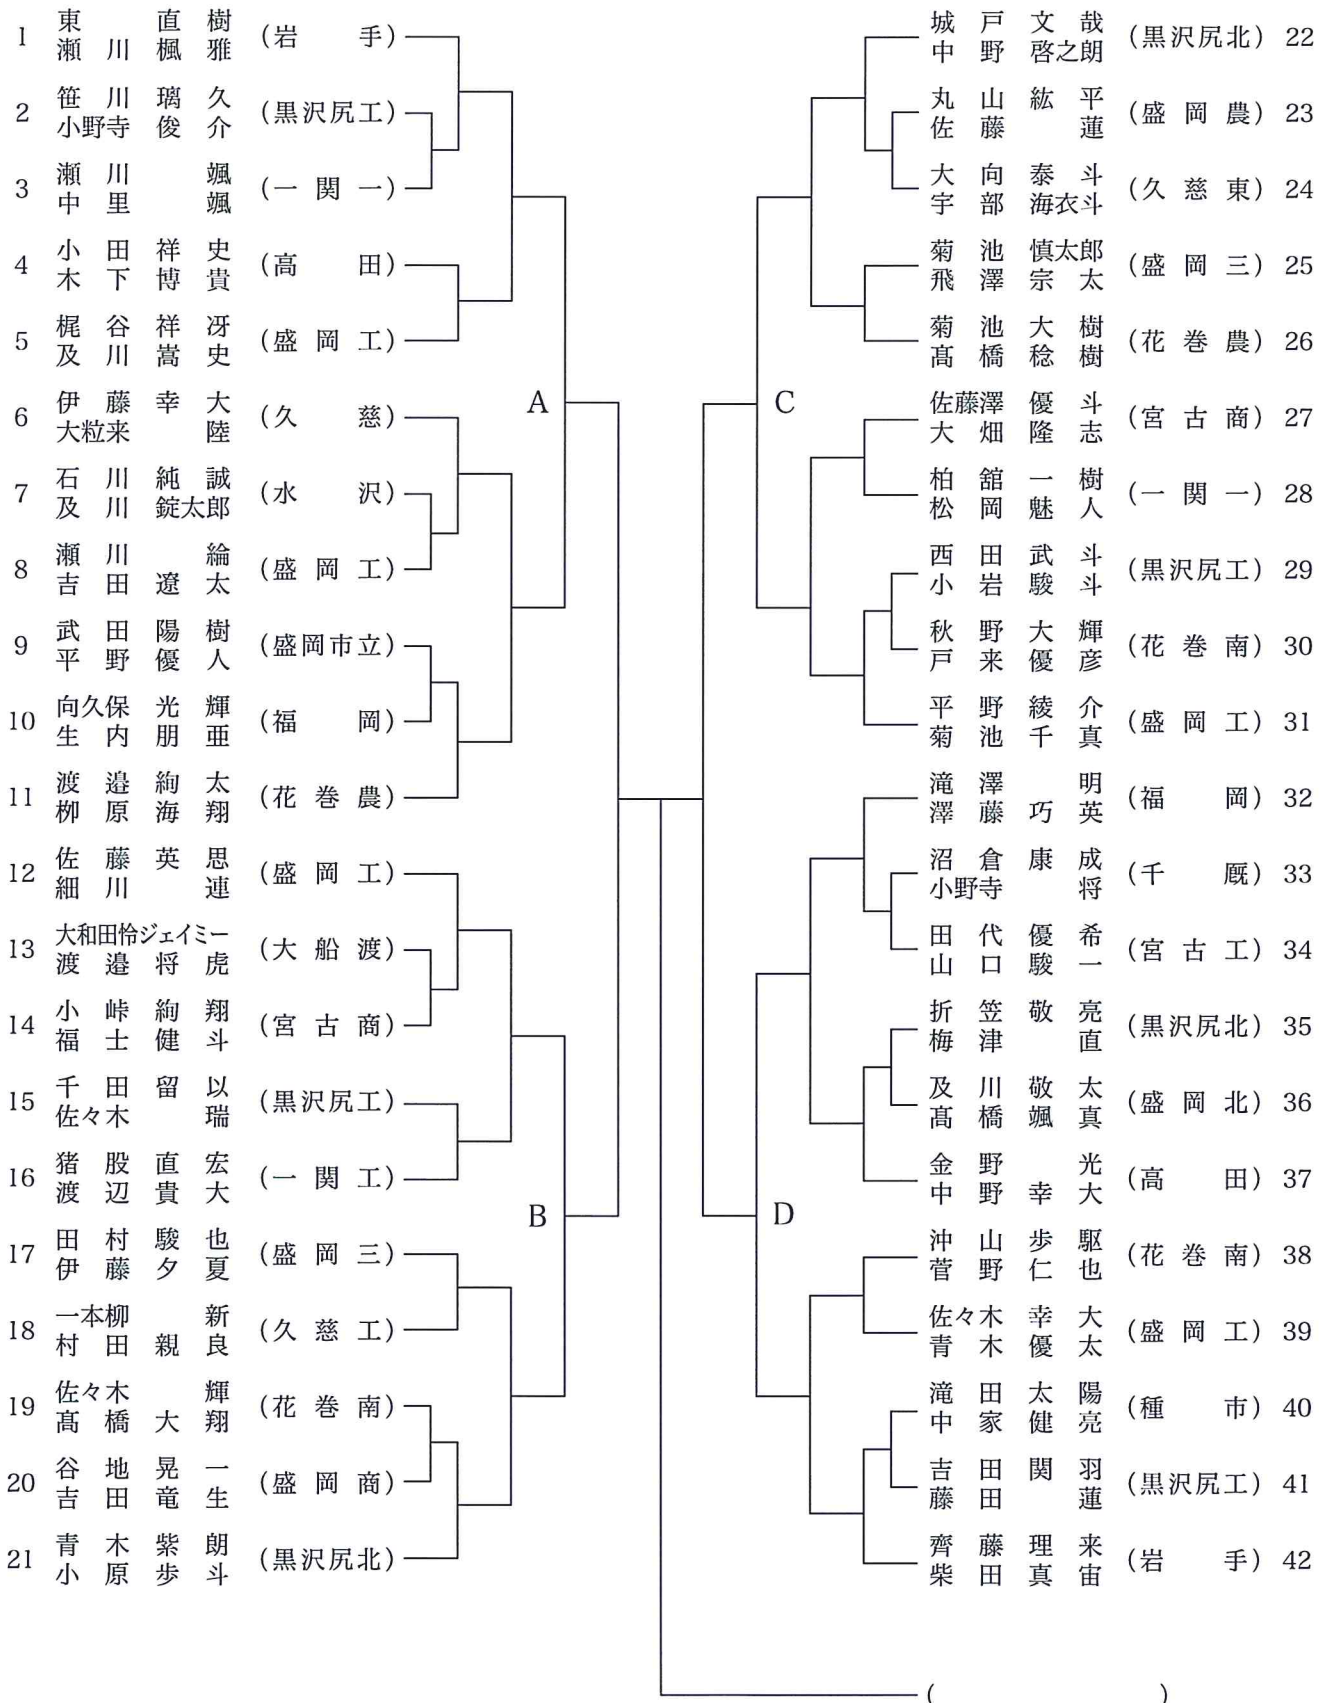 東直樹
1 (岩手)
瀬川楓雅
笹川璃久
2 (黒沢尻工)
小野寺俊介
瀬川颯
3 (一関一)
中里颯
小田祥史
4 (高田)
木下博貴
梶谷祥冴
5 (盛岡工)
及川嵩史
伊藤幸大
6 (久慈)
大粒来陸
石川純誠
7 (水沢)
及川錠太郎
瀬川綸
8 (盛岡工)
吉田遼太
武田陽樹
9 (盛岡市立)
平野優人
向久保光輝
10 (福岡)
生内朋亜
渡邉絢太
11 (花巻農)
柳原海翔
佐藤英思
12 (盛岡工)
細川連
大和田怜ジェイミー
13 (大船渡)
渡邉将虎
小峠絢翔
14 (宮古商)
福士健斗
千田留以
15 (黒沢尻工)
佐々木瑞
猪股直宏
16 (一関工)
渡辺貴大
田村駿也
17 (盛岡三)
伊藤夕夏
一本柳新
18 (久慈工)
村田親良
佐々木輝
19 (花巻南)
髙橋大翔
谷地晃一
20 (盛岡商)
吉田竜生
青木紫朗
21 (黒沢尻北)
小原歩斗
A
B
C
D
城戸文哉
(黒沢尻北) 22
中野啓之朗
丸山紘平
(盛岡農) 23
佐藤蓮
大向泰斗
(久慈東) 24
宇部海衣斗
菊池慎太郎
(盛岡三) 25
飛澤宗太
菊池大樹
(花巻農) 26
髙橋稔樹
佐藤澤優斗
(宮古商) 27
大畑隆志
柏舘一樹
(一関一) 28
松岡魅人
西田武斗
(黒沢尻工) 29
小岩駿斗
秋野大輝
(花巻南) 30
戸来優彦
平野綾介
(盛岡工) 31
菊池千真
滝澤明
(福岡) 32
澤藤巧英
沼倉康成
(千厩) 33
小野寺将
田代優希
(宮古工) 34
山口駿一
折笠敬亮
(黒沢尻北) 35
梅津直
及川敬太
(盛岡北) 36
髙橋颯真
金野光
(高田) 37
中野幸大
沖山歩駆
(花巻南) 38
菅野仁也
佐々木幸大
(盛岡工) 39
青木優太
滝田太陽
(種市) 40
中家健亮
吉田関羽
(黒沢尻工) 41
藤田蓮
齊藤理来
(岩手) 42
柴田真宙
( )